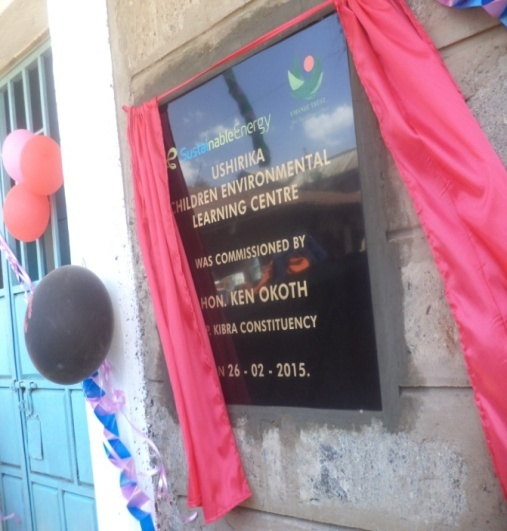 SustainableEnergy
USHIRIKA
CHILDREN ENVIRONMENTAL
LEARNING CENTRE
WAS COMMISSIONED BY
HON. KEN OKOTH
P KIBRA CONSTITUENCY
N 26 - 02 - 2015.